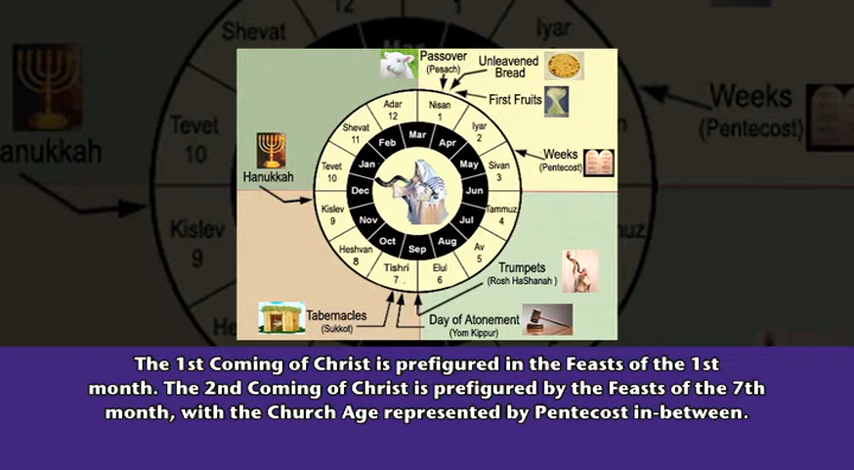 12
1
Shevat
Iyar
Mar
Tevet
10
anukkah
Kislev
9
He
Weeks
(Pentecost)
nuz
Passover
(Pesach)
Unleavened
Bread
First Fruits
Weeks
(Pentecost)
Trumpets
(Rosh HaShanah )
Day of Atonement
(Yom Kippur)
Tabernacles
(Sukkot)
Hanukkah
Nisan
1
Iyar
2
Sivan
3
Tammuz
4
Av
5
Elul
6
Tishri
7
Heshvan
8
Kislev
9
Tevet
10
Shevat
11
Adar
12
Mar
Apr
May
Jun
Jul
Aug
Sep
Oct
Nov
Dec
Jan
Feb
The 1st Coming of Christ is prefigured in the Feasts of the 1st
month. The 2nd Coming of Christ is prefigured by the Feasts of the 7th
month, with the Church Age represented by Pentecost in-between.